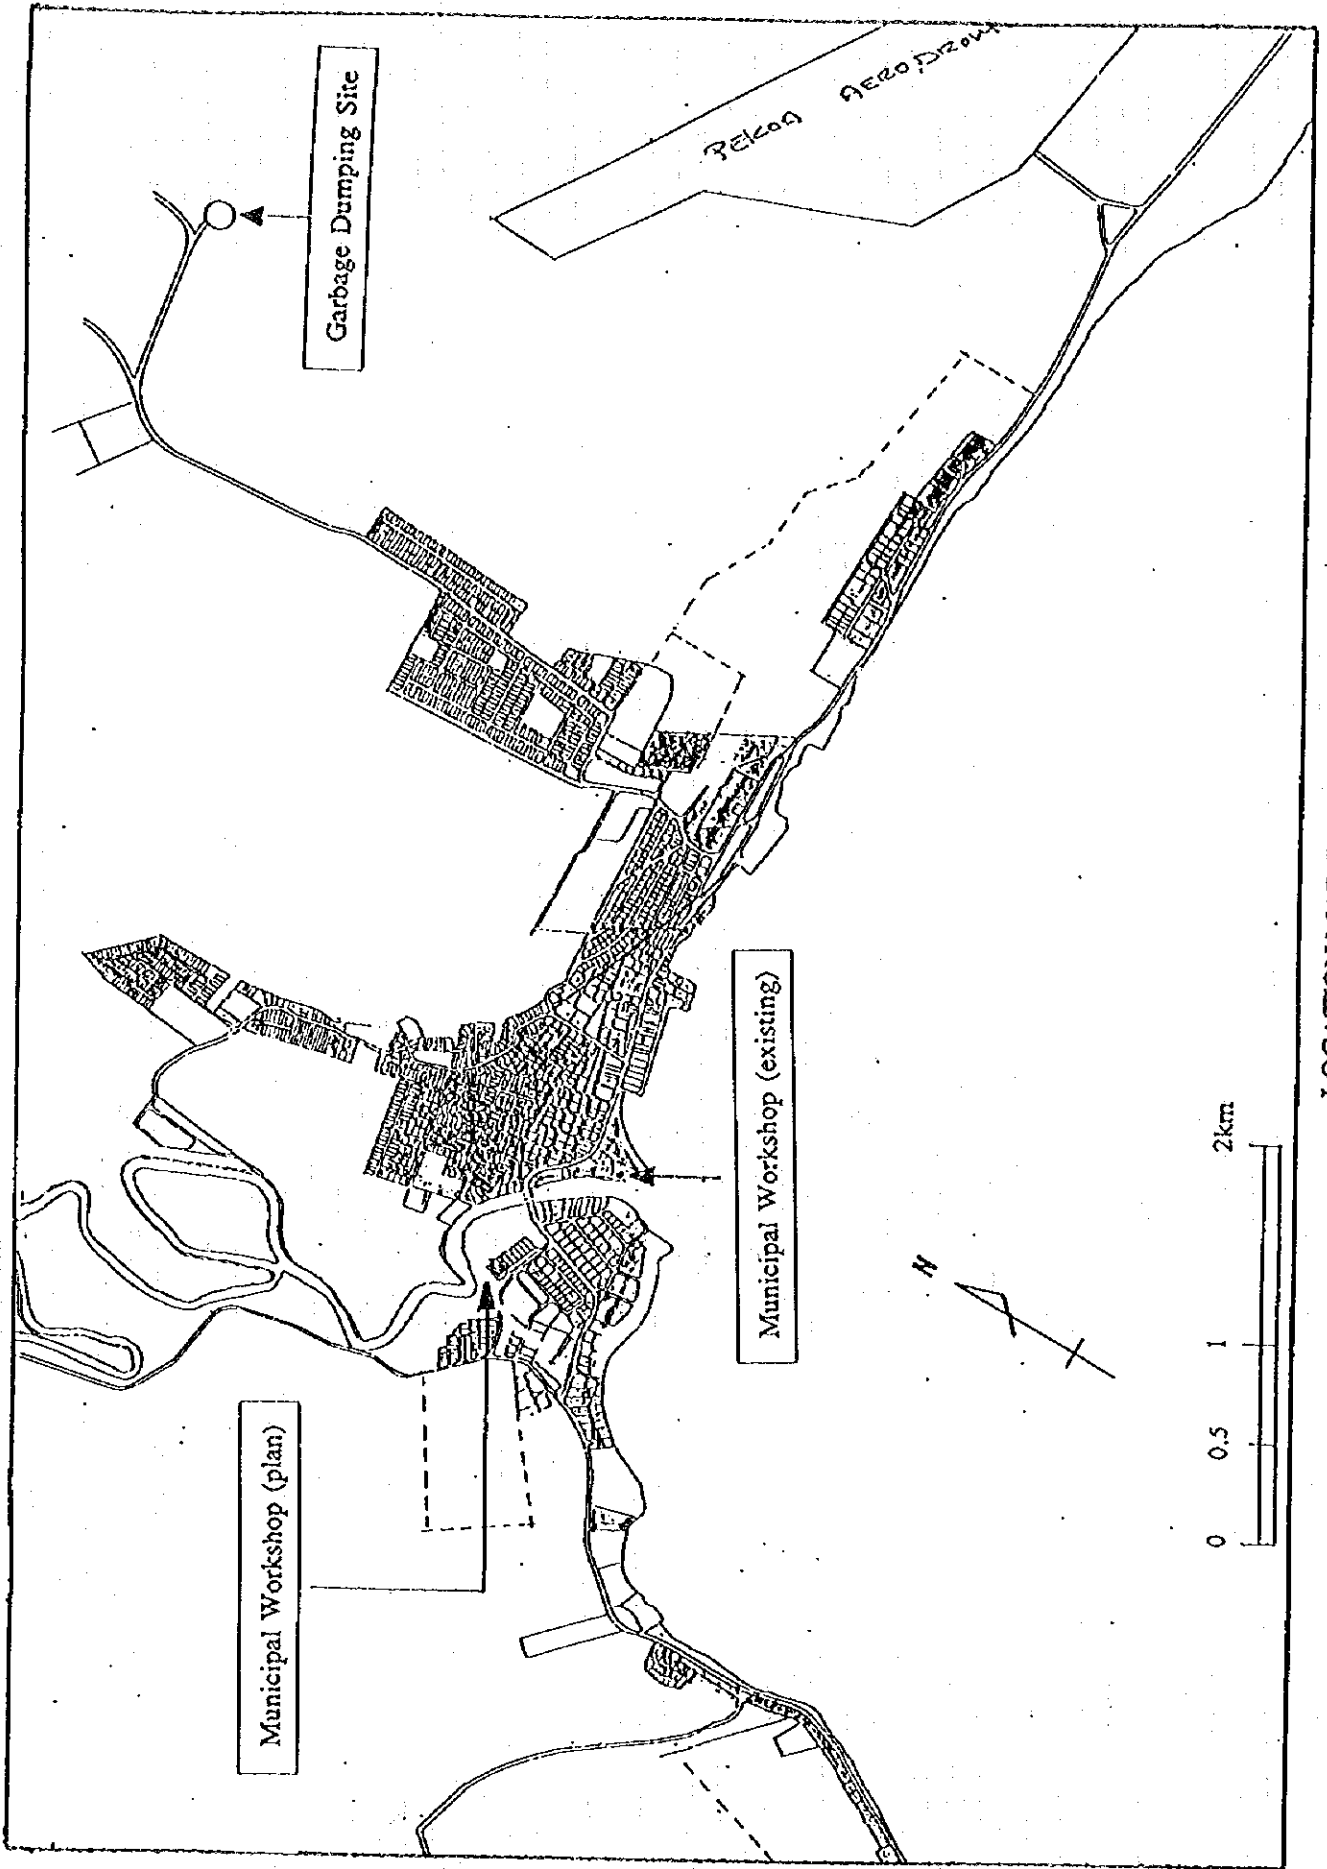 Garbage Dumping Site
PEKOA AERODROME
Municipal Workshop (existing)
Municipal Workshop (plan)
N
0 0.5 1 2km